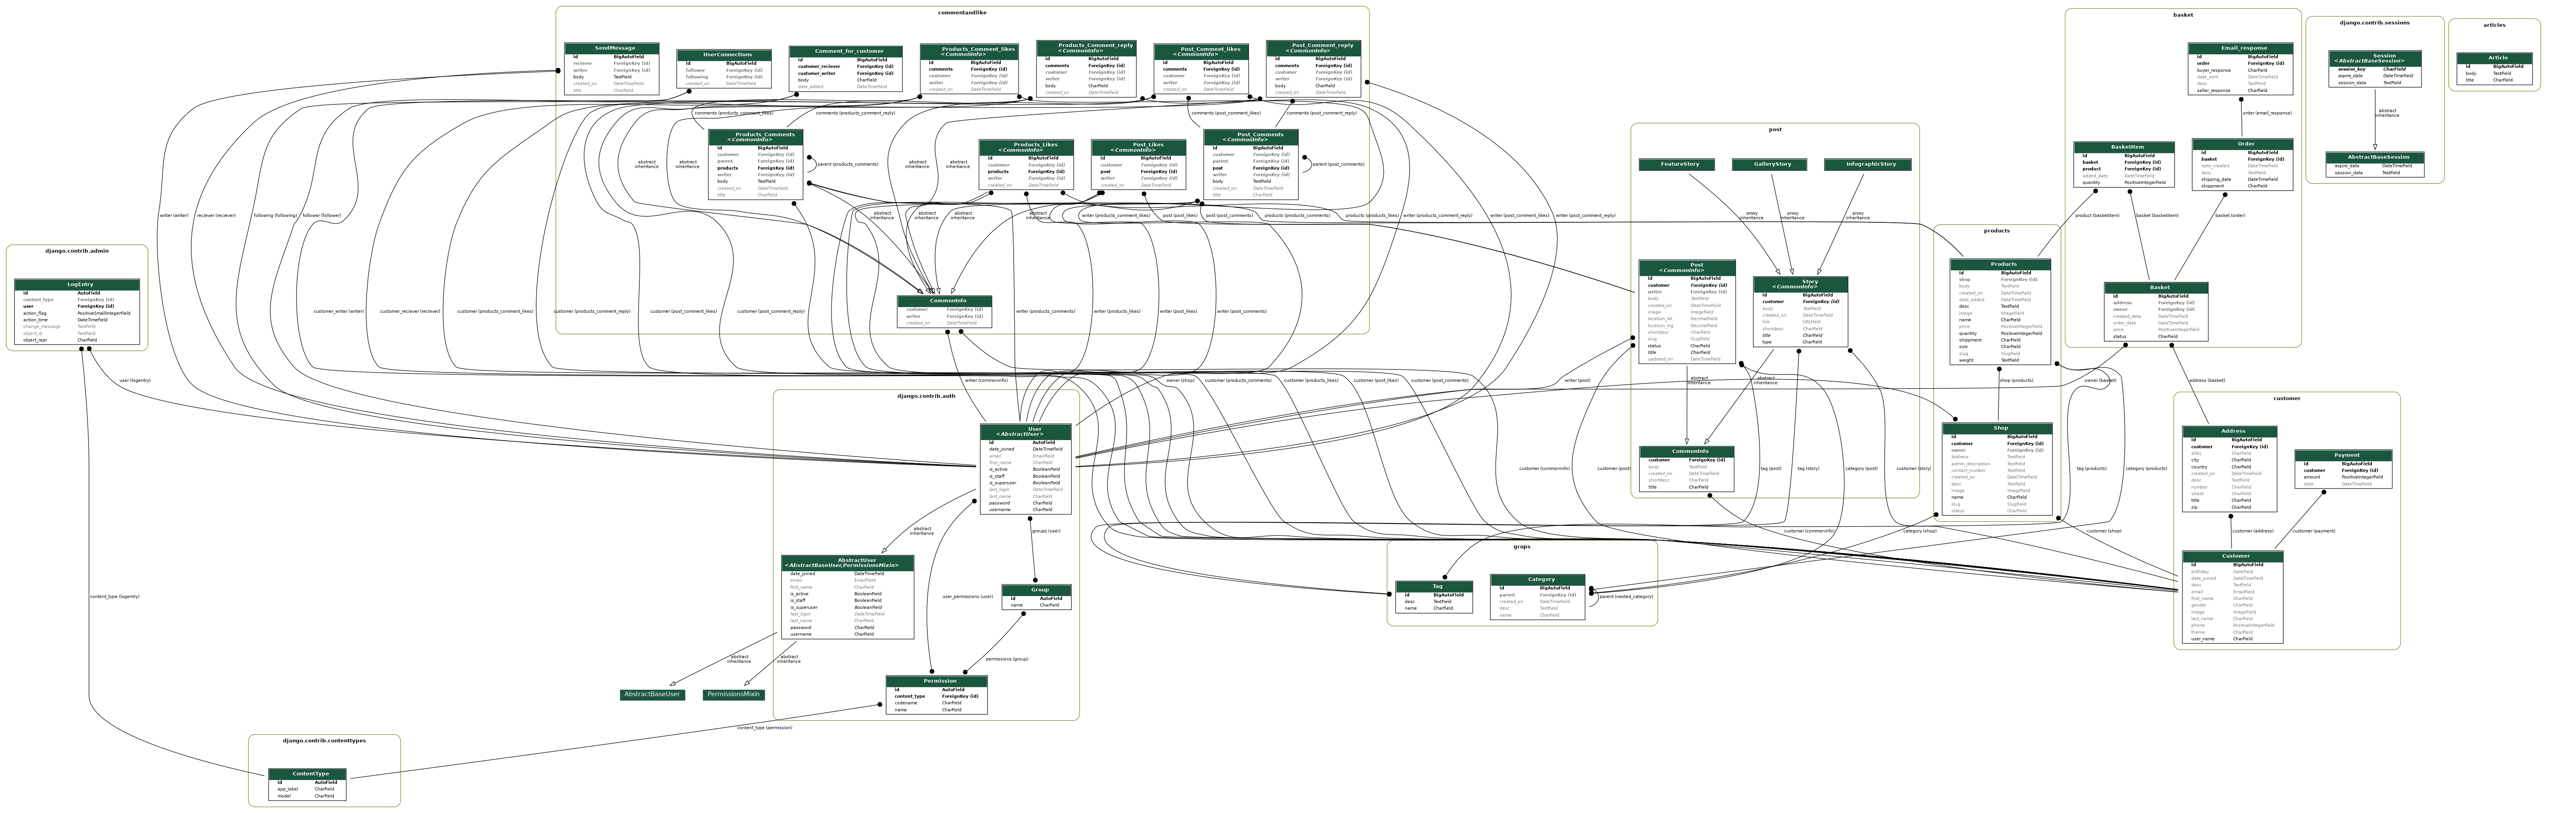 commentandlike
SendMessage
id BigAutoField
reciever ForeignKey (id)
writer ForeignKey (id)
body TextField
created_on DateTimeField
title CharField
UserConnections
id BigAutoField
follower ForeignKey (id)
following ForeignKey (id)
created_on DateTimeField
Comment_for_customer
id BigAutoField
customer_reciever ForeignKey (id)
customer_writer ForeignKey (id)
body CharField
date_added DateTimeField
Products_Comment_likes
<CommonInfo>
id BigAutoField
comments ForeignKey (id)
customer ForeignKey (id)
writer ForeignKey (id)
created_on DateTimeField
Products_Comment_reply
<CommonInfo>
id BigAutoField
comments ForeignKey (id)
customer ForeignKey (id)
writer ForeignKey (id)
body CharField
created_on DateTimeField
Post_Comment_likes
<CommonInfo>
id BigAutoField
comments ForeignKey (id)
customer ForeignKey (id)
writer ForeignKey (id)
created_on DateTimeField
Post_Comment_reply
<CommonInfo>
id BigAutoField
comments ForeignKey (id)
customer ForeignKey (id)
writer ForeignKey (id)
body CharField
created_on DateTimeField
comments (products_comment_likes)
comments (products_comment_reply)
comments (post_comment_likes)
comments (post_comment_reply)
Products_Comments
<CommonInfo>
id BigAutoField
customer ForeignKey (id)
parent ForeignKey (id)
products ForeignKey (id)
writer ForeignKey (id)
body TextField
created_on DateTimeField
title CharField
parent (products_comments)
Products_Likes
<CommonInfo>
id BigAutoField
customer ForeignKey (id)
products ForeignKey (id)
writer ForeignKey (id)
created_on DateTimeField
Post_Likes
<CommonInfo>
id BigAutoField
customer ForeignKey (id)
post ForeignKey (id)
writer ForeignKey (id)
created_on DateTimeField
Post_Comments
<CommonInfo>
id BigAutoField
customer ForeignKey (id)
parent ForeignKey (id)
post ForeignKey (id)
writer ForeignKey (id)
body TextField
created_on DateTimeField
title CharField
parent (post_comments)
abstract
inheritance
abstract
inheritance
abstract
inheritance
abstract
inheritance
writer (writer)
reciever (reciever)
following (following)
follower (follower)
abstract
inheritance
abstract
inheritance
abstract
inheritance
abstract
inheritance
writer (products_comment_likes)
post (post_likes)
post (post_comments)
products (products_comments)
products (products_likes)
writer (products_comment_reply)
writer (post_comment_likes)
writer (post_comment_reply)
CommonInfo
customer ForeignKey (id)
writer ForeignKey (id)
created_on DateTimeField
customer_writer (writer)
customer_reciever (reciever)
customer (products_comment_likes)
customer (products_comment_reply)
customer (post_comment_likes)
customer (post_comment_reply)
writer (products_comments)
writer (products_likes)
writer (post_likes)
writer (post_comments)
django.contrib.admin
LogEntry
id AutoField
content_type ForeignKey (id)
user ForeignKey (id)
action_flag PositiveSmallIntegerField
action_time DateTimeField
change_message TextField
object_id TextField
object_repr CharField
user (logentry)
content_type (logentry)
writer (commoninfo)
owner (shop)
customer (products_comments)
customer (products_likes)
customer (post_likes)
customer (post_comments)
django.contrib.auth
User
<AbstractUser>
id AutoField
date_joined DateTimeField
email EmailField
first_name CharField
is_active BooleanField
is_staff BooleanField
is_superuser BooleanField
last_login DateTimeField
last_name CharField
password CharField
username CharField
abstract
inheritance
groups (user)
AbstractUser
<AbstractBaseUser,PermissionsMixin>
date_joined DateTimeField
email EmailField
first_name CharField
is_active BooleanField
is_staff BooleanField
is_superuser BooleanField
last_login DateTimeField
last_name CharField
password CharField
username CharField
user_permissions (user)
Group
id AutoField
name CharField
permissions (group)
abstract
inheritance
abstract
inheritance
AbstractBaseUser
PermissionsMixin
Permission
id AutoField
content_type ForeignKey (id)
codename CharField
name CharField
content_type (permission)
django.contrib.contenttypes
ContentType
id AutoField
app_label CharField
model CharField
post
FeatureStory
GalleryStory
InfographicStory
proxy
inheritance
proxy
inheritance
proxy
inheritance
Post
<CommonInfo>
id BigAutoField
customer ForeignKey (id)
writer ForeignKey (id)
body TextField
created_on DateTimeField
image ImageField
location_lat DecimalField
location_lng DecimalField
shortdesc CharField
slug SlugField
status CharField
title CharField
updated_on DateTimeField
Story
<CommonInfo>
id BigAutoField
customer ForeignKey (id)
body TextField
created_on DateTimeField
link URLField
shortdesc CharField
title CharField
type CharField
writer (post)
abstract
inheritance
abstract
inheritance
CommonInfo
customer ForeignKey (id)
body TextField
created_on DateTimeField
shortdesc CharField
title CharField
customer (commoninfo)
customer (post)
tag (post)
tag (story)
category (post)
customer (story)
customer (commoninfo)
products
Products
id BigAutoField
shop ForeignKey (id)
body TextField
created_on DateTimeField
date_added DateTimeField
desc TextField
image ImageField
name CharField
price PositiveIntegerField
quantity PositiveIntegerField
shippment CharField
size CharField
slug SlugField
weight TextField
shop (products)
Shop
id BigAutoField
customer ForeignKey (id)
owner ForeignKey (id)
Address TextField
admin_description TextField
contact_number TextField
created_on DateTimeField
desc TextField
image ImageField
name CharField
slug SlugField
status CharField
category (shop)
customer (shop)
tag (products)
category (products)
grups
Tag
id BigAutoField
desc TextField
name CharField
Category
id BigAutoField
parent ForeignKey (id)
created_on DateTimeField
desc TextField
name CharField
parent (nested_category)
basket
Email_response
id BigAutoField
order ForeignKey (id)
buyer_response CharField
date_sent DateTimeField
desc TextField
seller_response CharField
order (email_response)
BasketItem
id BigAutoField
basket ForeignKey (id)
product ForeignKey (id)
added_date DateTimeField
quantity PositiveIntegerField
Order
id BigAutoField
basket ForeignKey (id)
date_created DateTimeField
desc TextField
shipping_date DateTimeField
shippment CharField
product (basketitem)
basket (basketitem)
basket (order)
Basket
id BigAutoField
address ForeignKey (id)
owner ForeignKey (id)
created_date DateTimeField
order_date DateTimeField
price PositiveIntegerField
status CharField
owner (basket)
address (basket)
django.contrib.sessions
Session
<AbstractBaseSession>
session_key CharField
expire_date DateTimeField
session_data TextField
abstract
inheritance
AbstractBaseSession
expire_date DateTimeField
session_data TextField
articles
Article
id BigAutoField
body TextField
title CharField
customer
Address
id BigAutoField
customer ForeignKey (id)
alley CharField
city CharField
country CharField
created_on DateTimeField
desc TextField
number CharField
street CharField
title CharField
zip CharField
Payment
id BigAutoField
customer ForeignKey (id)
amount PositiveIntegerField
date DateTimeField
customer (address)
customer (payment)
Customer
id BigAutoField
birthday DateField
date_joined DateTimeField
desc TextField
email EmailField
first_name CharField
gender CharField
image ImageField
last_name CharField
phone PositiveIntegerField
theme CharField
user_name CharField